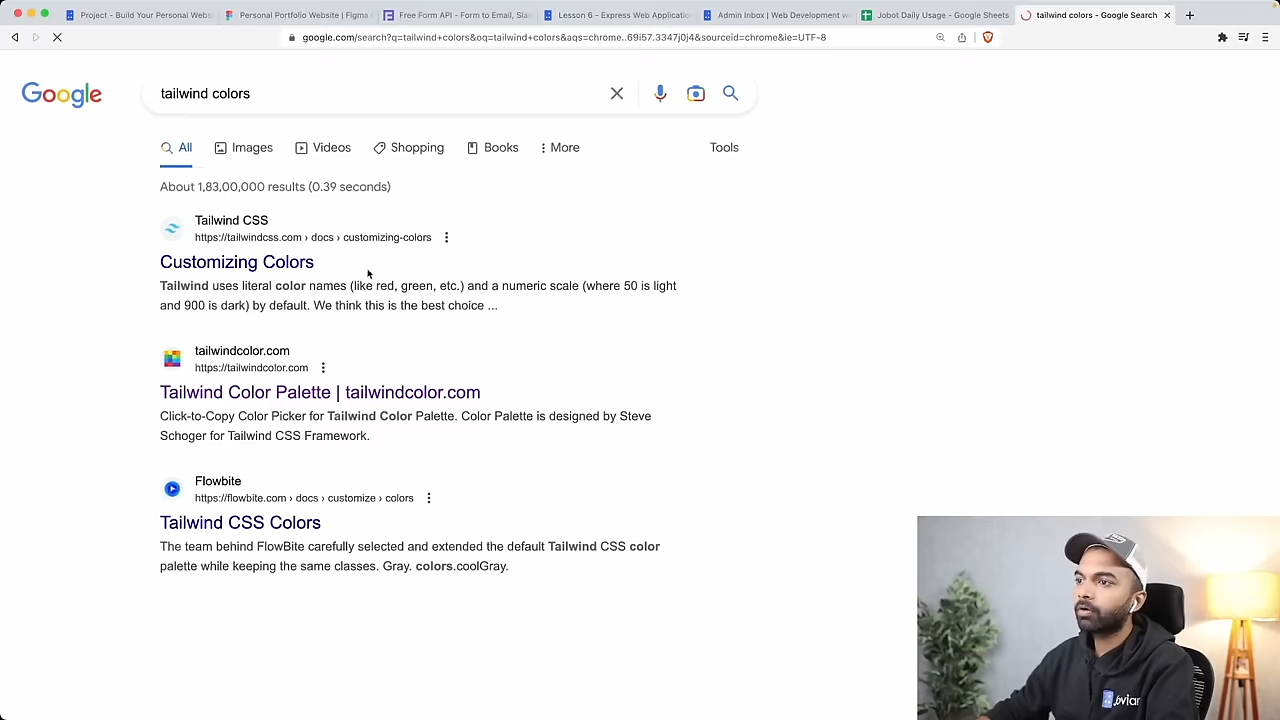 Project - Build Your Personal Webs
Personal Portfolio Website | Figma
Free Form API - Form to Email, Sla
Lesson 6 – Express Web Applicatio
Admin Inbox | Web Development w
Jobot Daily Usage - Google Sheets
tailwind colors - Google Search
google.com/search?q=tailwind+colors&oq=tailwind+colors&aqs=chrome..69i57.3347j0j4&sourceid=chrome&ie=UTF-8
Google
tailwind colors
All
Images
Videos
Shopping
Books
More
Tools
About 1,83,00,000 results (0.39 seconds)
Tailwind CSS
https://tailwindcss.com › docs › customizing-colors
Customizing Colors
Tailwind uses literal color names (like red, green, etc.) and a numeric scale (where 50 is light
and 900 is dark) by default. We think this is the best choice ...
tailwindcolor.com
https://tailwindcolor.com
Tailwind Color Palette | tailwindcolor.com
Click-to-Copy Color Picker for Tailwind Color Palette. Color Palette is designed by Steve
Schoger for Tailwind CSS Framework.
Flowbite
https://flowbite.com › docs › customize › colors
Tailwind CSS Colors
The team behind FlowBite carefully selected and extended the default Tailwind CSS color
palette while keeping the same classes. Gray. colors.coolGray.